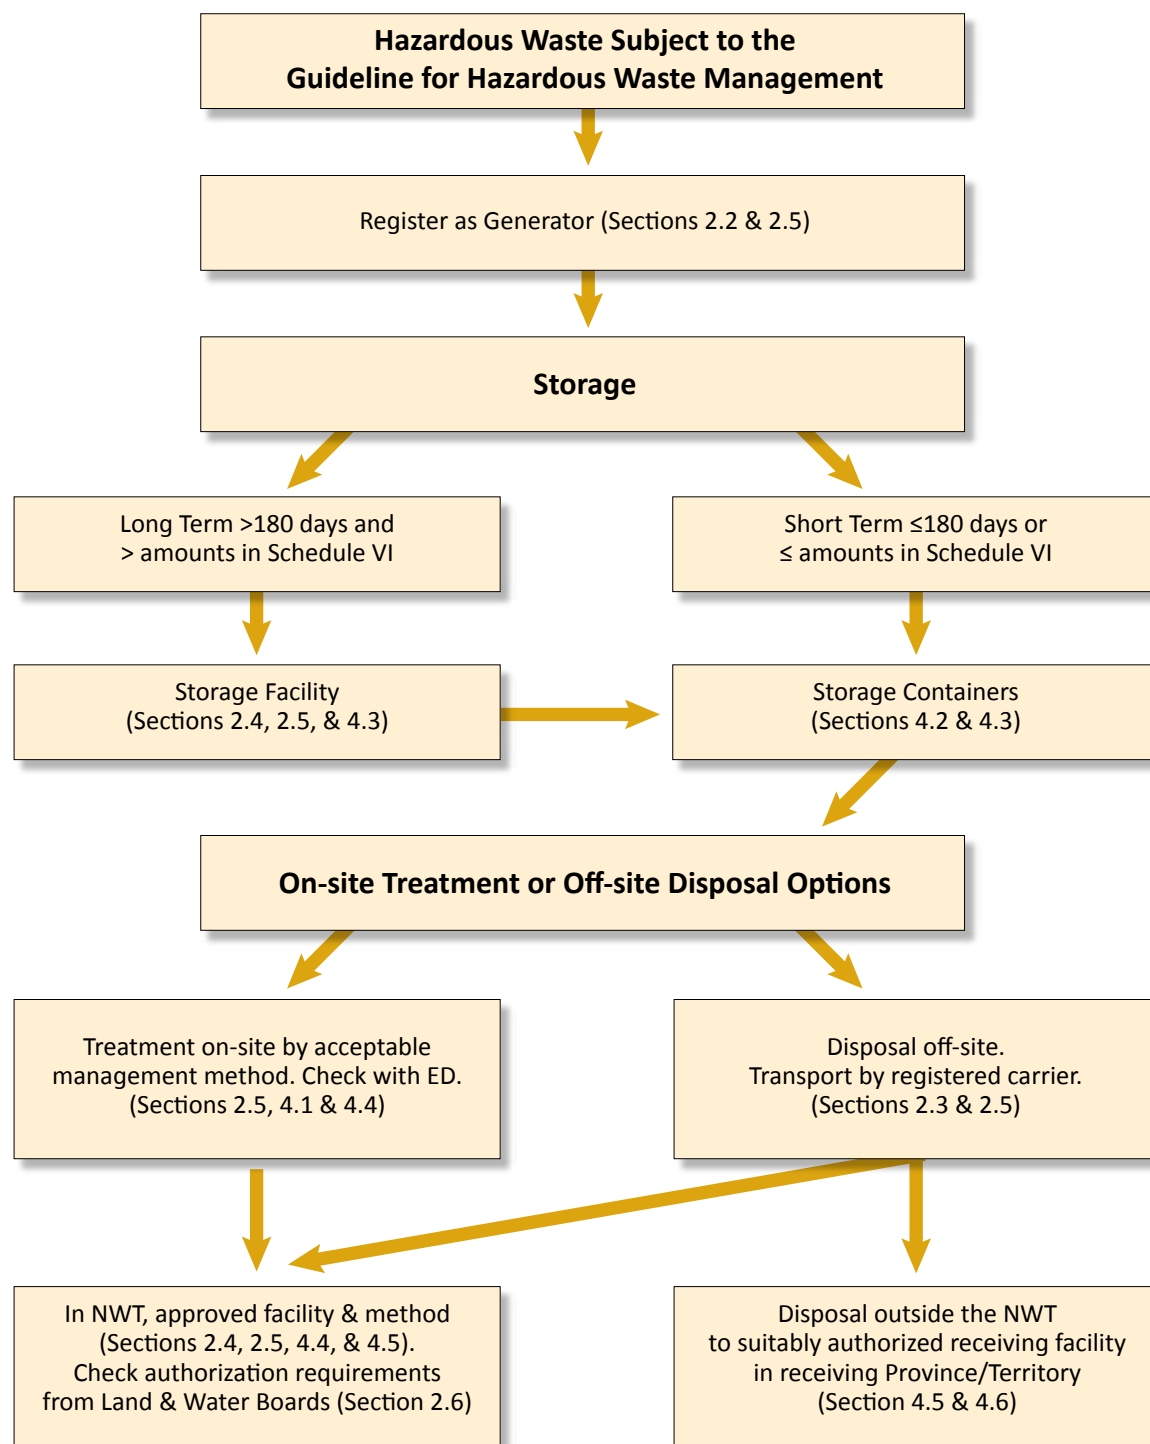 Hazardous Waste Subject to the
Guideline for Hazardous Waste Management
Register as Generator (Sections 2.2 & 2.5)
Storage
Long Term >180 days and
> amounts in Schedule VI
Short Term ≤180 days or
≤ amounts in Schedule VI
Storage Facility
(Sections 2.4, 2.5, & 4.3)
Storage Containers
(Sections 4.2 & 4.3)
On-site Treatment or Off-site Disposal Options
Treatment on-site by acceptable
management method. Check with ED.
(Sections 2.5, 4.1 & 4.4)
Disposal off-site.
Transport by registered carrier.
(Sections 2.3 & 2.5)
In NWT, approved facility & method
(Sections 2.4, 2.5, 4.4, & 4.5).
Check authorization requirements
from Land & Water Boards (Section 2.6)
Disposal outside the NWT
to suitably authorized receiving facility
in receiving Province/Territory
(Section 4.5 & 4.6)